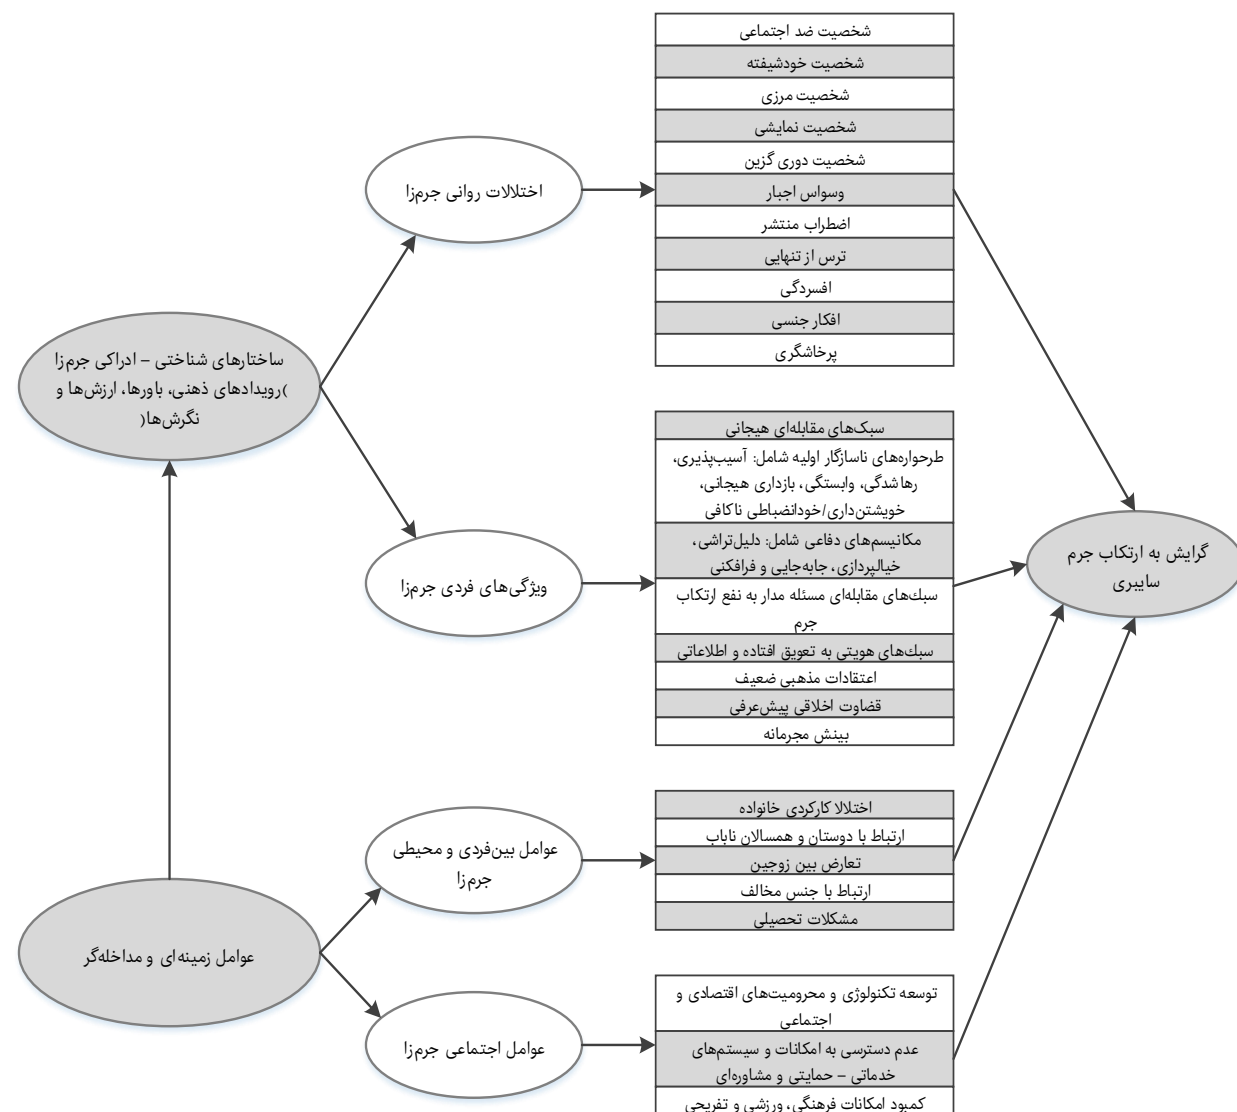 شخصیت ضد اجتماعی
شخصیت خودشیفته
شخصیت مرزی
شخصیت نمایشی
شخصیت دوری گزین
وسواس اجبار
اضطراب منتشر
ترس از تنهایی
افسردگی
افکار جنسی
پرخاشگری
اختلالات روانی جرم‌زا
ساختارهای شناختی – ادراکی جرم‌زا
)رویدادهای ذهنی، باورها، ارزش‌ها و
نگرش‌ها(
سبک‌های مقابله‌ای هیجانی
طرحواره‌های ناسازگار اولیه شامل: آسیب‌پذیری،
رهاشدگی، وابستگی، بازداری هیجانی،
خویشتن‌داری/خودانضباطی ناکافی
مکانیسم‌های دفاعی شامل: دلیل‌تراشی،
خیالپردازی، جابه‌جایی و فرافکنی
سبك‌های مقابله‌ای مسئله مدار به نفع ارتکاب
جرم
سبك‌های هویتی به تعویق افتاده و اطلاعاتی
اعتقادات مذهبی ضعیف
قضاوت اخلاقی پیش‌عرفی
بینش مجرمانه
ویژگی‌های فردی جرم‌زا
گرایش به ارتکاب جرم
سایبری
اختلالا کارکردی خانواده
ارتباط با دوستان و همسالان ناباب
تعارض بین زوجین
ارتباط با جنس مخالف
مشکلات تحصیلی
عوامل بین‌فردی و محیطی
جرم‌زا
عوامل زمینه‌ای و مداخله‌گر
توسعه تکنولوژی و محرومیت‌های اقتصادی و
اجتماعی
عدم دسترسی به امکانات و سیستم‌های
خدماتی – حمایتی و مشاوره‌ای
کمبود امکانات فرهنگی، ورزشی و تفریحی
عوامل اجتماعی جرم‌زا